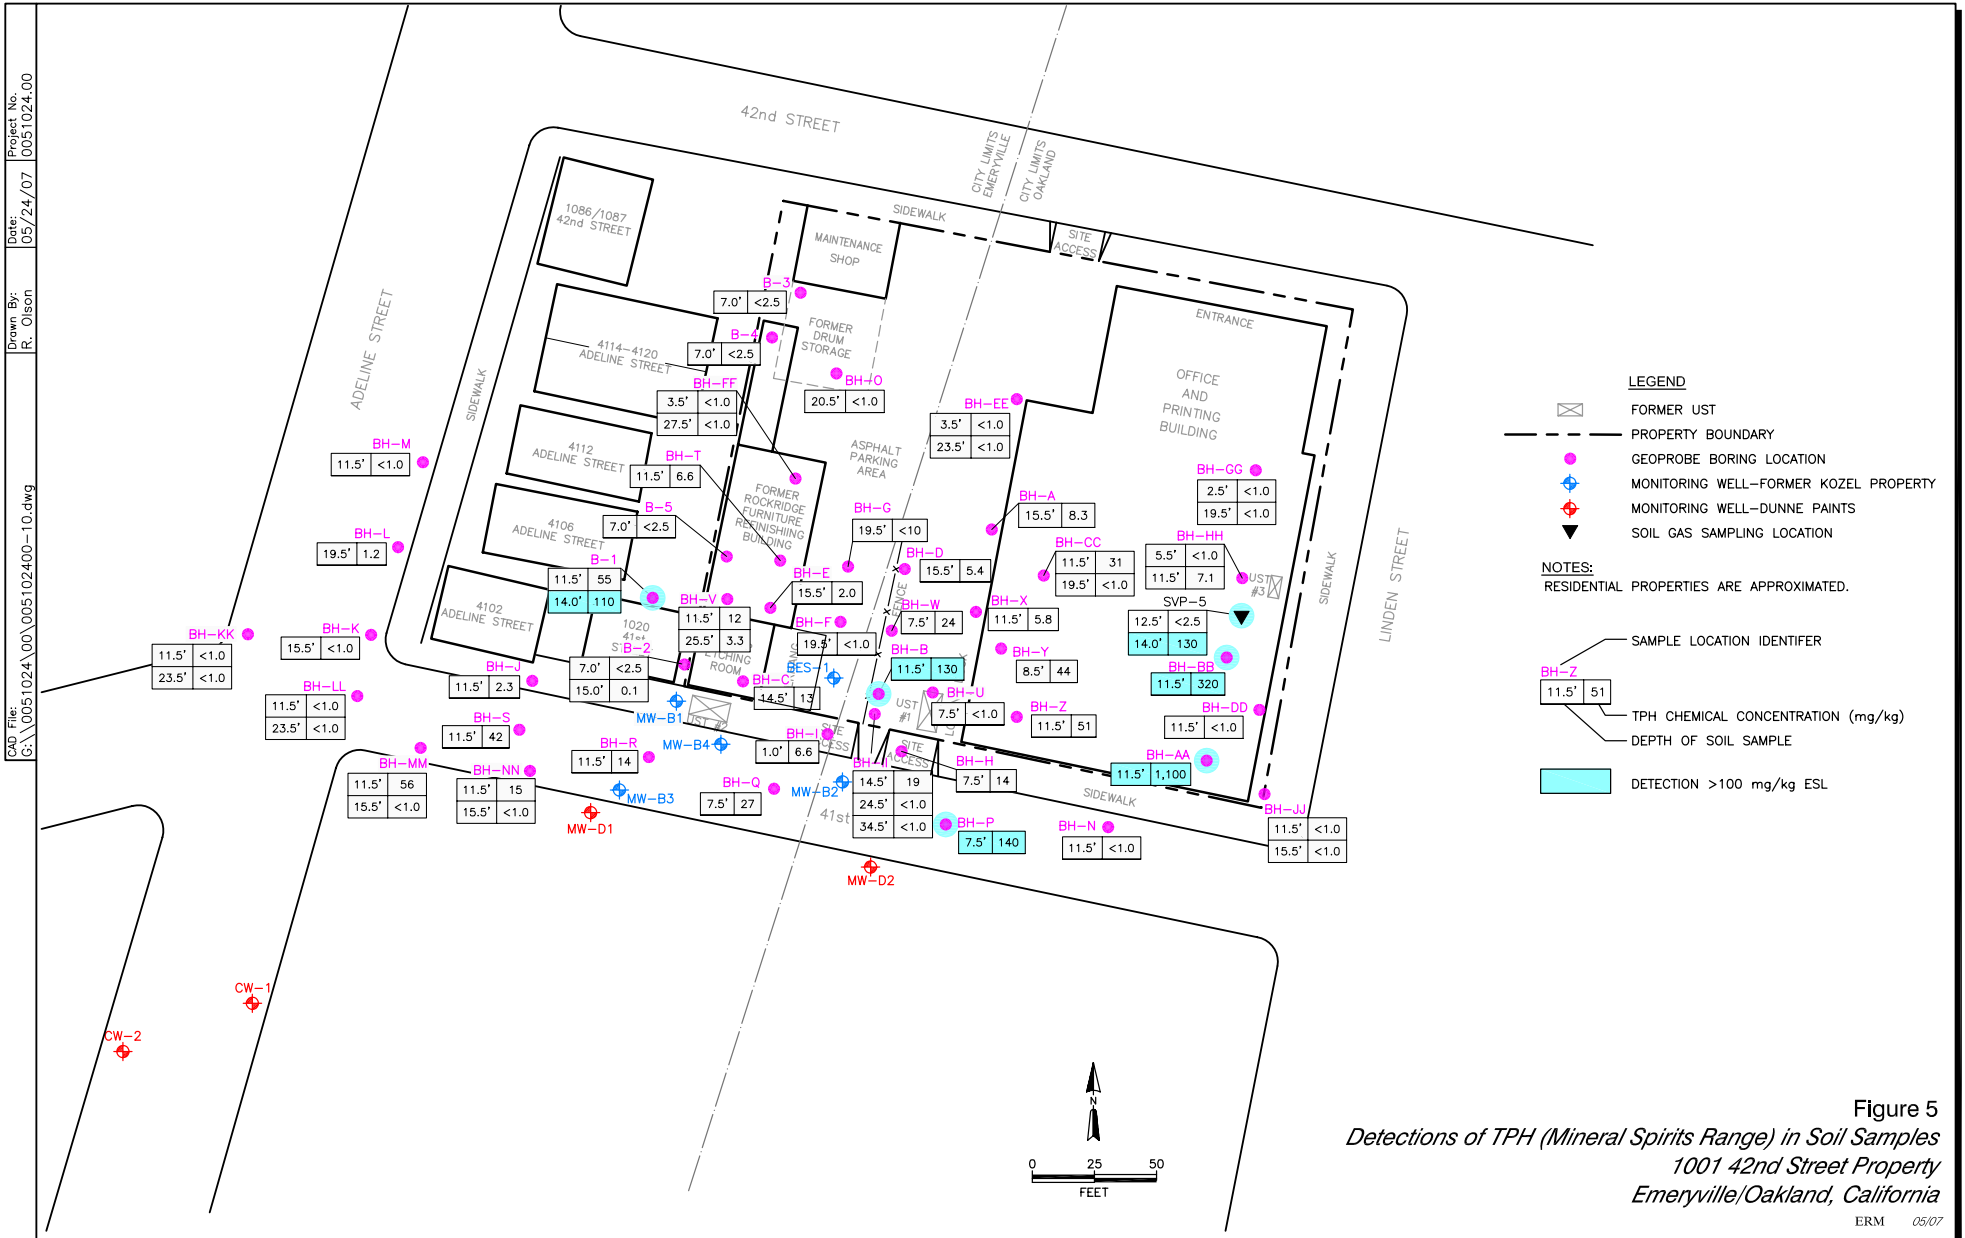 Project No.
0051024.00
Date:
05/24/07
Drawn By:
R. Olson
CAD File:
G:\\0051024\00\00\005102400-10.dwg
42nd STREET
CITY LIMITS
EMERYVILLE
CITY LIMITS
OAKLAND
SIDEWALK
SITE
ACCESS
1086/1087
42nd STREET
MAINTENANCE
SHOP
ENTRANCE
ADELINE STREET
SIDEWALK
4114-4120
ADELINE STREET
4112
ADELINE STREET
4106
ADELINE STREET
4102
ADELINE STREET
1020
FORMER
DRUM
STORAGE
ASPHALT
PARKING
AREA
OFFICE
AND
PRINTING
BUILDING
FORMER
ROCKRIDGE
FURNITURE
REFINISHING
BUILDING
B-3
7.0' <2.5
B-4
7.0' <2.5
BH-FF
3.5' <1.0
27.5' <1.0
BH-O
20.5' <1.0
BH-EE
3.5' <1.0
23.5' <1.0
BH-M
11.5' <1.0
BH-T
11.5' 6.6
B-5
7.0' <2.5
BH-G
19.5' <10
BH-A
15.5' 8.3
BH-GG
2.5' <1.0
19.5' <1.0
BH-L
19.5' 1.2
B-1
11.5' 55
14.0' 110
BH-E
15.5' 2.0
BH-D
15.5' 5.4
FENCE
BH-CC
11.5' 31
19.5' <1.0
BH-HH
5.5' <1.0
11.5' 7.1
UST
#3
SIDEWALK
LINDEN STREET
BH-V
11.5' 12
25.5' 3.3
BH-F
19.5' <1.0
BH-W
7.5' 24
BH-X
11.5' 5.8
SVP-5
12.5' <2.5
14.0' 130
BH-KK
11.5' <1.0
23.5' <1.0
BH-K
15.5' <1.0
B-2
7.0' <2.5
15.0' 0.1
ROOM
BH-C
14.5' 13
BES-1
BH-B
11.5' 130
BH-Y
8.5' 44
BH-BB
11.5' 320
BH-J
11.5' 2.3
BH-LL
11.5' <1.0
23.5' <1.0
MW-B1
UST #2
UST
#1
BH-U
7.5' <1.0
BH-Z
11.5' 51
BH-DD
11.5' <1.0
BH-S
11.5' 42
MW-B4
BH-I
1.0' 6.6
SITE
ACCESS
BH-R
11.5' 14
BH-H
7.5' 14
BH-AA
11.5' 1,100
BH-MM
11.5' 56
15.5' <1.0
BH-NN
11.5' 15
15.5' <1.0
MW-B3
BH-Q
7.5' 27
MW-B2
14.5' 19
24.5' <1.0
34.5' <1.0
SIDEWALK
BH-JJ
11.5' <1.0
15.5' <1.0
MW-D1
41st
BH-P
7.5' 140
BH-N
11.5' <1.0
MW-D2
CW-1
CW-2
N
0 25 50
FEET
LEGEND
FORMER UST
PROPERTY BOUNDARY
GEOPROBE BORING LOCATION
MONITORING WELL-FORMER KOZEL PROPERTY
MONITORING WELL-DUNNE PAINTS
SOIL GAS SAMPLING LOCATION
NOTES:
RESIDENTIAL PROPERTIES ARE APPROXIMATED.
SAMPLE LOCATION IDENTIFER
BH-Z
11.5' 51
TPH CHEMICAL CONCENTRATION (mg/kg)
DEPTH OF SOIL SAMPLE
DETECTION >100 mg/kg ESL
Figure 5
Detections of TPH (Mineral Spirits Range) in Soil Samples
1001 42nd Street Property
Emeryville/Oakland, California
ERM 05/07